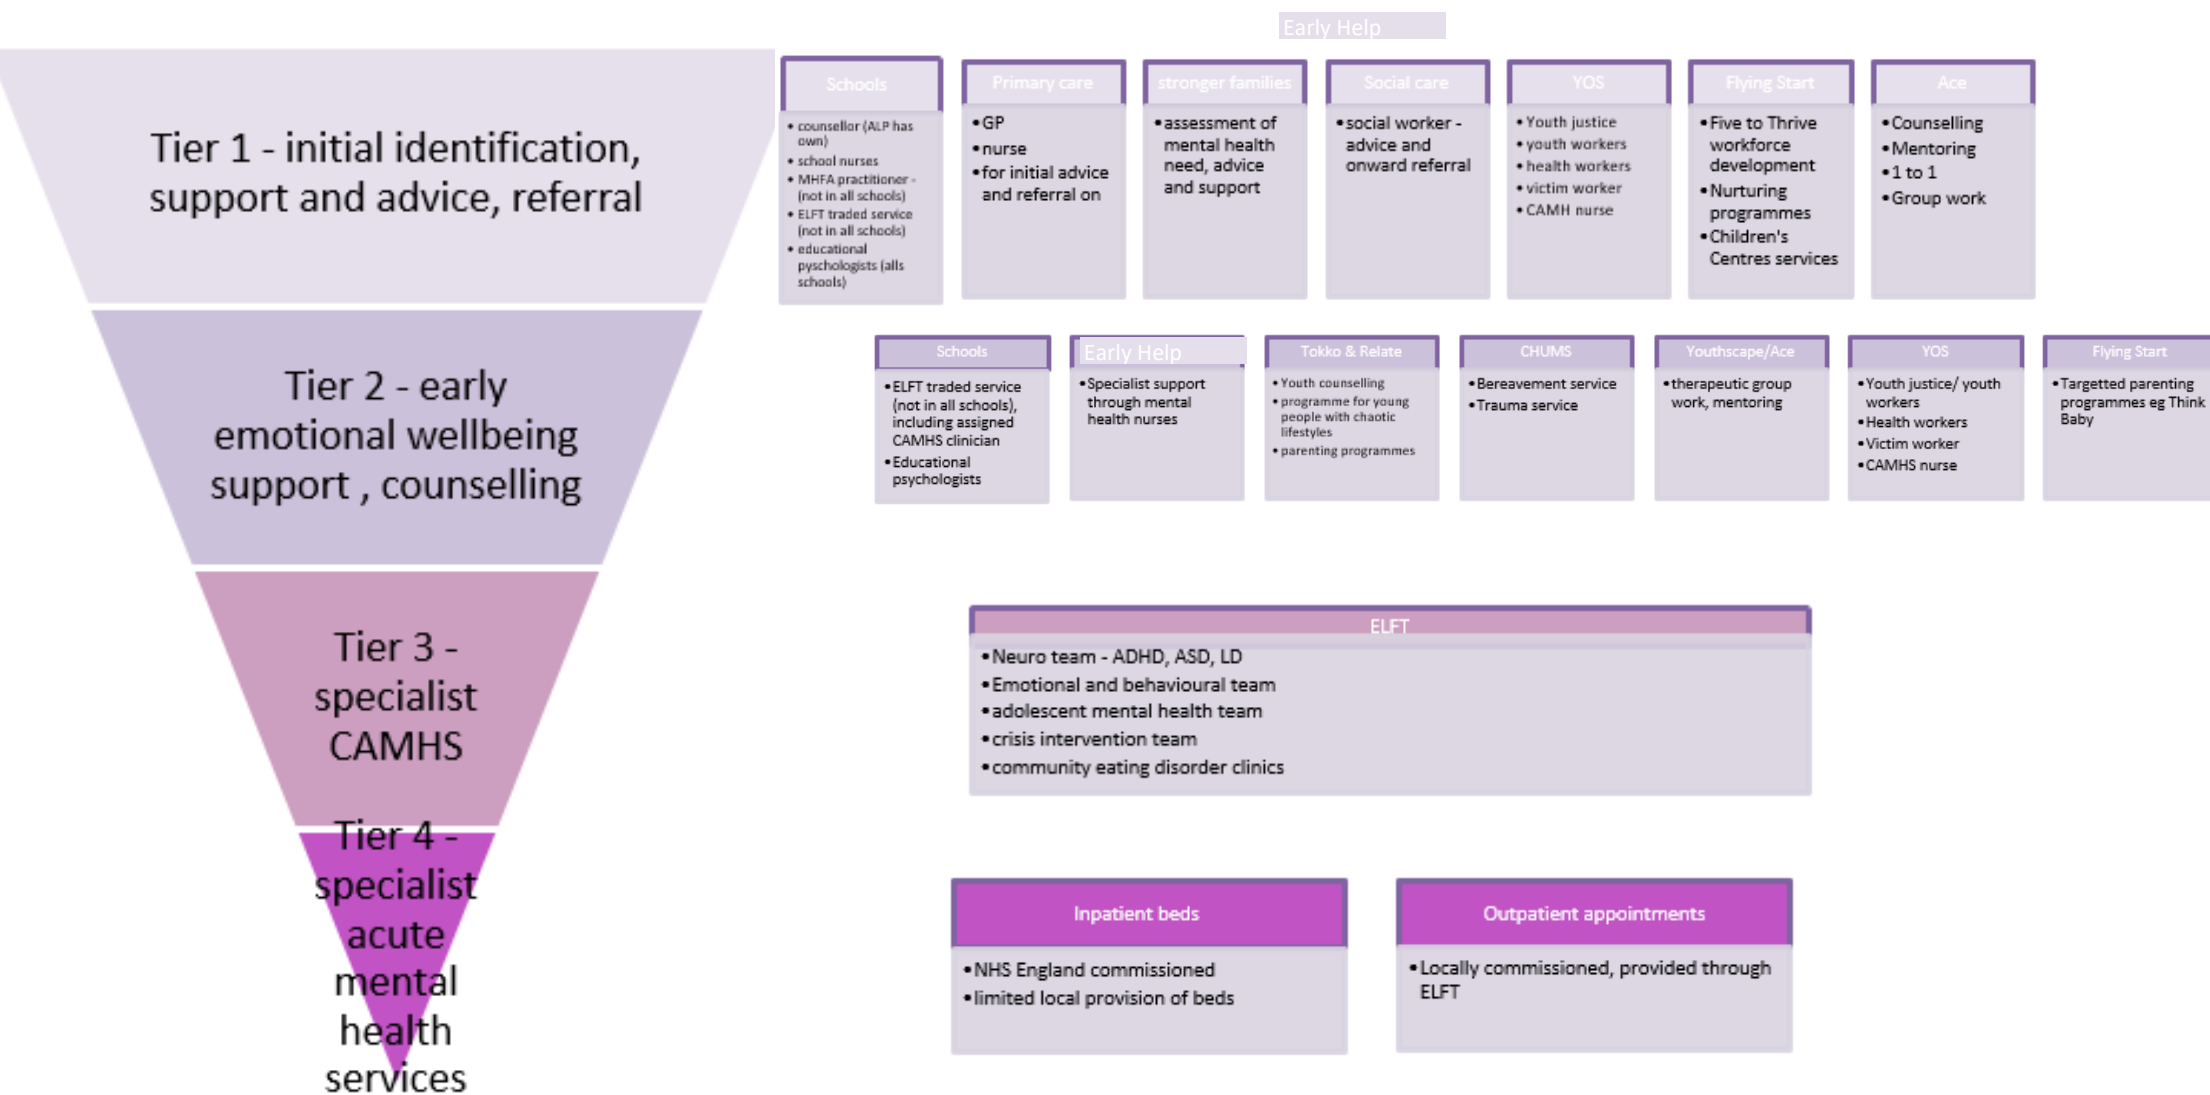 Early Help
Tier 1 - initial identification,
support and advice, referral
Schools
• counsellor (ALP has
own)
• school nurses
• MHFA practitioner -
(not in all schools)
• ELFT traded service
(not in all schools)
• educational
pyschologists (alls
schools)
Primary care
•GP
•nurse
•for initial advice
and referral on
stronger families
•assessment of
mental health
need, advice
and support
Social care
•social worker -
advice and
onward referral
YOS
• Youth justice
• youth workers
• health workers
• victim worker
• CAMH nurse
Flying Start
•Five to Thrive
workforce
development
•Nurturing
programmes
•Children's
Centres services
Ace
•Counselling
•Mentoring
•1 to 1
•Group work
Tier 2 - early
emotional wellbeing
support , counselling
Schools
•ELFT traded service
(not in all schools),
including assigned
CAMHS clinician
•Educational
psychologists
Early Help
•Specialist support
through mental
health nurses
Tokko & Relate
• Youth counselling
• programme for young
people with chaotic
lifestyles
• parenting programmes
CHUMS
•Bereavement service
•Trauma service
Youthscape/Ace
•therapeutic group
work, mentoring
YOS
•Youth justice/ youth
workers
•Health workers
•Victim worker
•CAMHS nurse
Flying Start
•Targetted parenting
programmes eg Think
Baby
Tier 3 -
specialist
CAMHS
ELFT
•Neuro team - ADHD, ASD, LD
•Emotional and behavioural team
•adolescent mental health team
•crisis intervention team
•community eating disorder clinics
Tier 4 -
specialist
acute
mental
health
services
Inpatient beds
•NHS England commissioned
•limited local provision of beds
Outpatient appointments
•Locally commissioned, provided through
ELFT